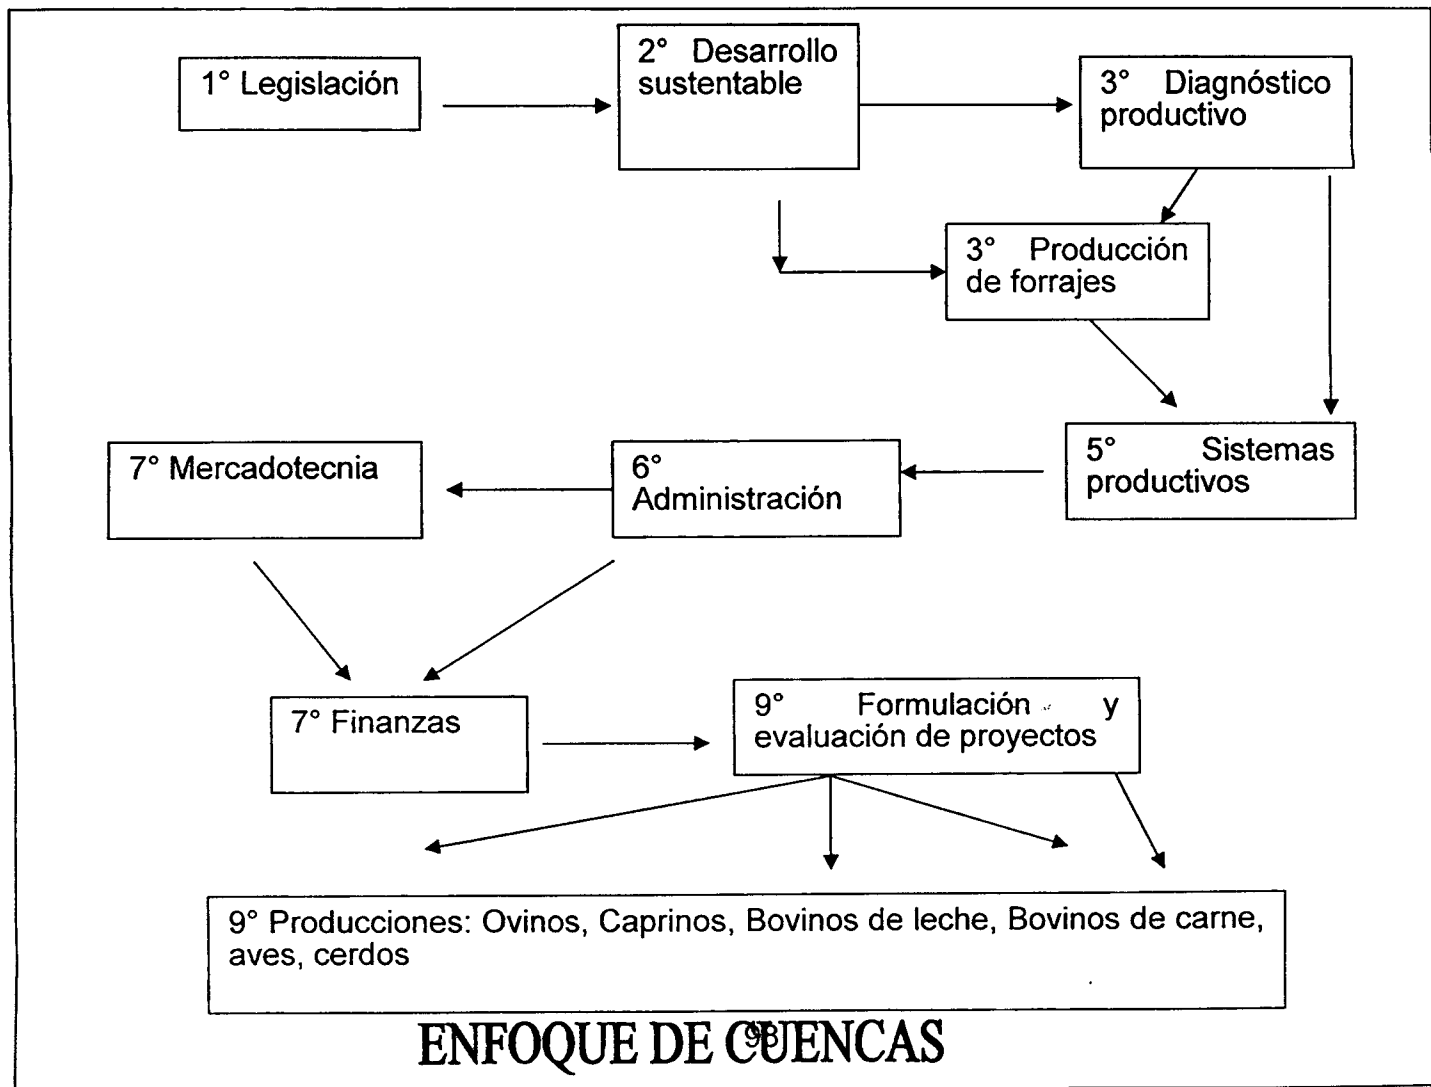 1° Legislación
2° Desarrollo
sustentable
3° Diagnóstico
productivo
3° Producción
de forrajes
7° Mercadotecnia
6°
Administración
5° Sistemas
productivos
7° Finanzas
9° Formulación y
evaluación de proyectos
9° Producciones: Ovinos, Caprinos, Bovinos de leche, Bovinos de carne,
aves, cerdos
ENFOQUE DE CUENCAS
98